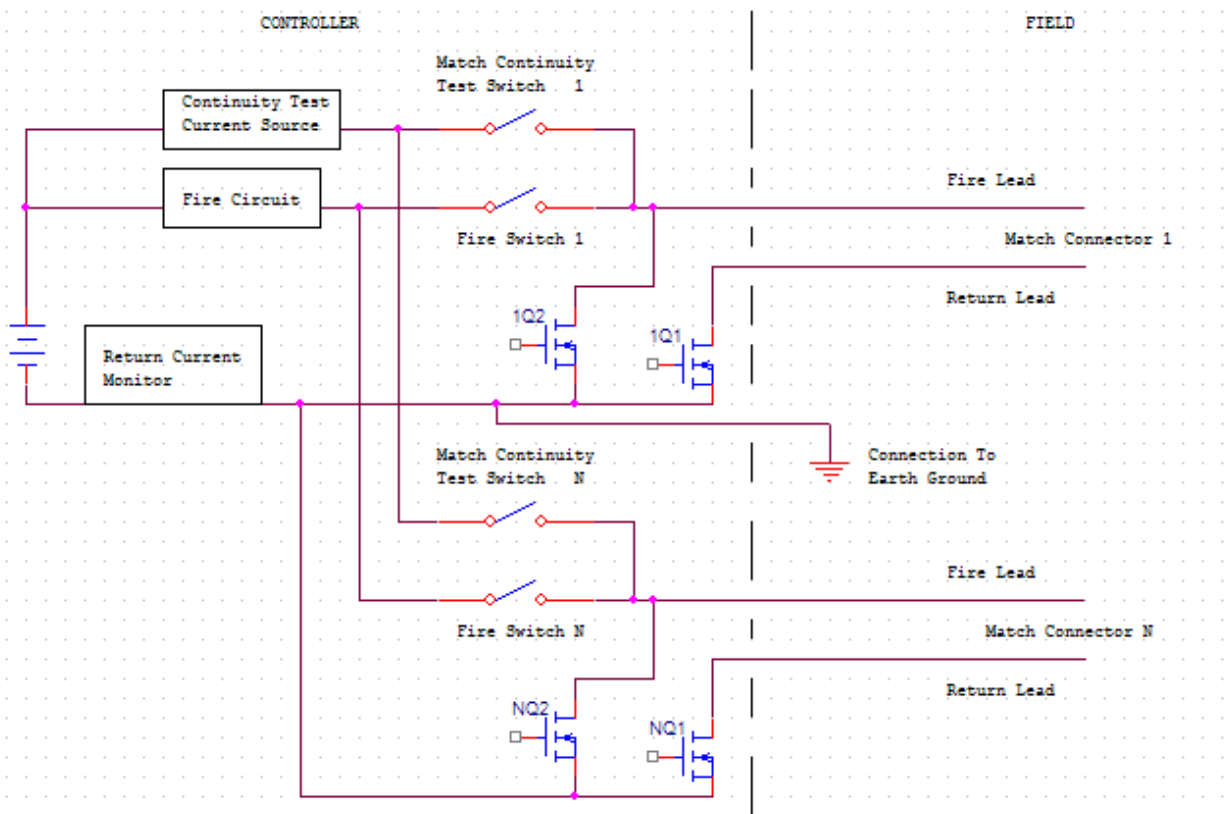 CONTROLLER
FIELD
Match Continuity
Test Switch 1
Continuity Test
Current Source
Fire Circuit
Fire Lead
Fire Switch 1
Match Connector 1
Return Lead
1Q2
1Q1
Return Current
Monitor
Match Continuity
Test Switch N
Connection To
Earth Ground
Fire Lead
Fire Switch N
Match Connector N
Return Lead
NQ2
NQ1